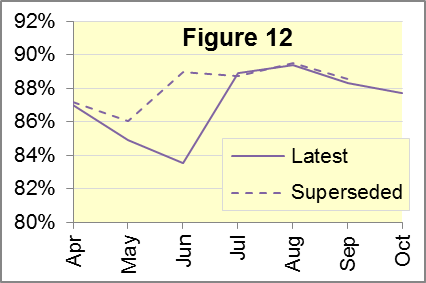 Figure 12
92%
90%
88%
86%
84%
82%
80%
Latest
Superseded
Apr
May
Jun
Jul
Aug
Sep
Oct